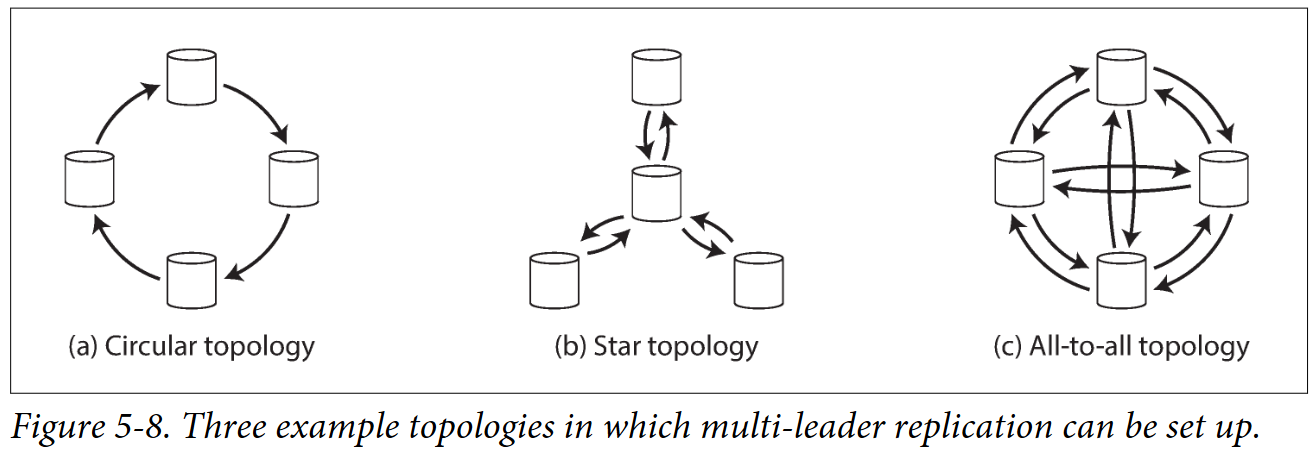 (a) Circular topology
(b) Star topology
(c) All-to-all topology
Figure 5-8. Three example topologies in which multi-leader replication can be set up.